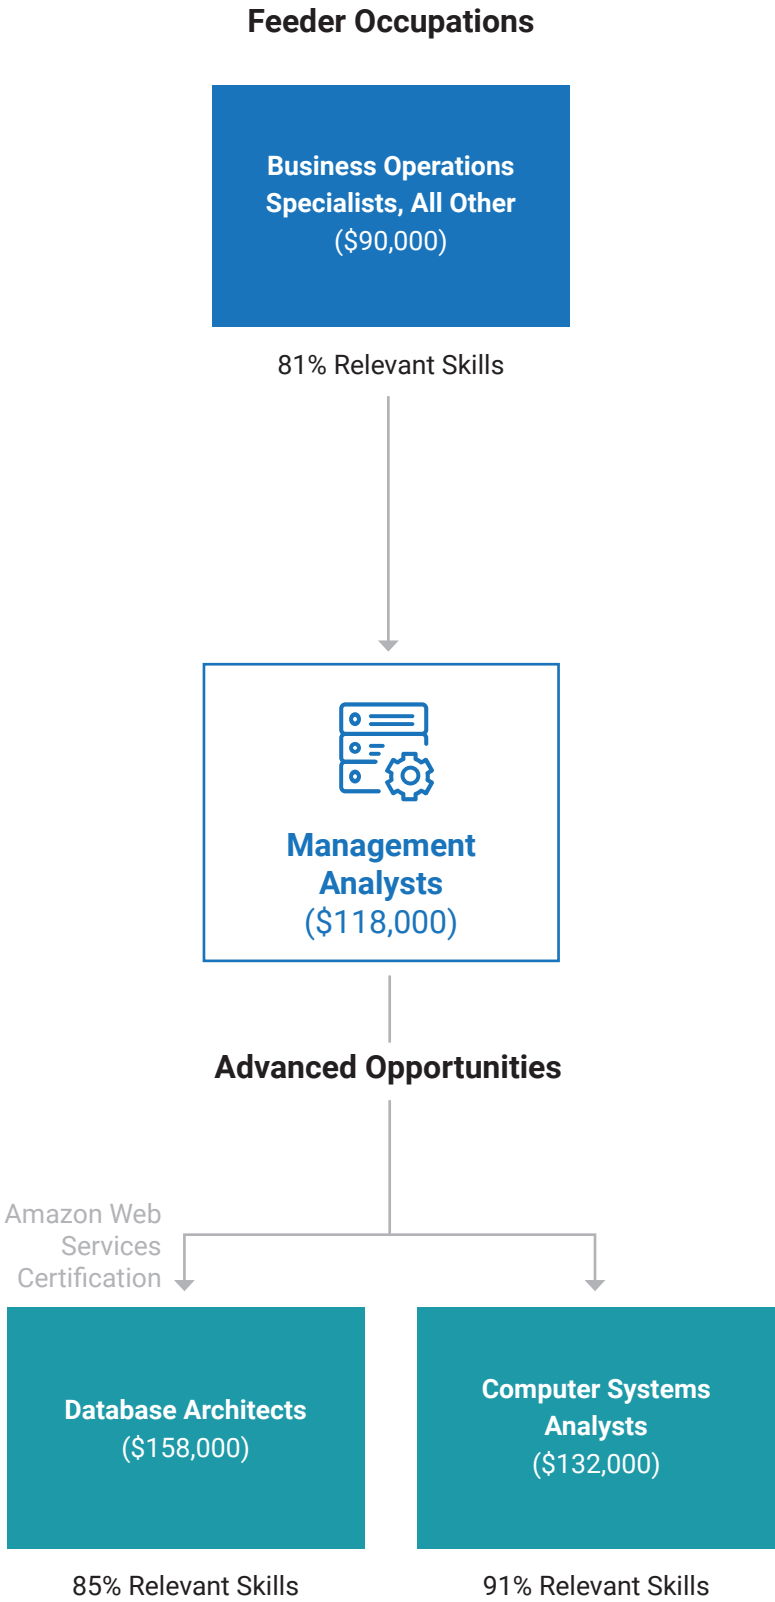 Feeder Occupations
Business Operations
Specialists, All Other
($90,000)
81% Relevant Skills
Management
Analysts
($118,000)
Advanced Opportunities
Amazon Web
Services
Certification
Database Architects
($158,000)
85% Relevant Skills
Computer Systems
Analysts
($132,000)
91% Relevant Skills